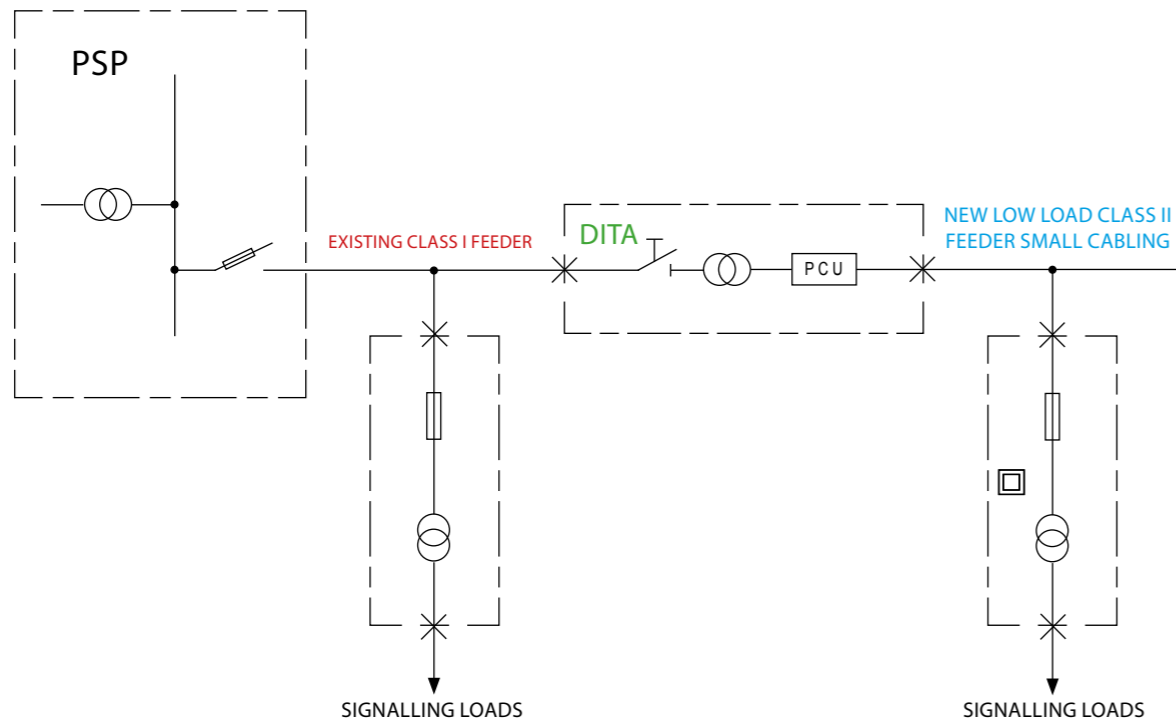 PSP
EXISTING CLASS I FEEDER
DITA
PCU
NEW LOW LOAD CLASS II
FEEDER SMALL CABLING
SIGNALLING LOADS
SIGNALLING LOADS